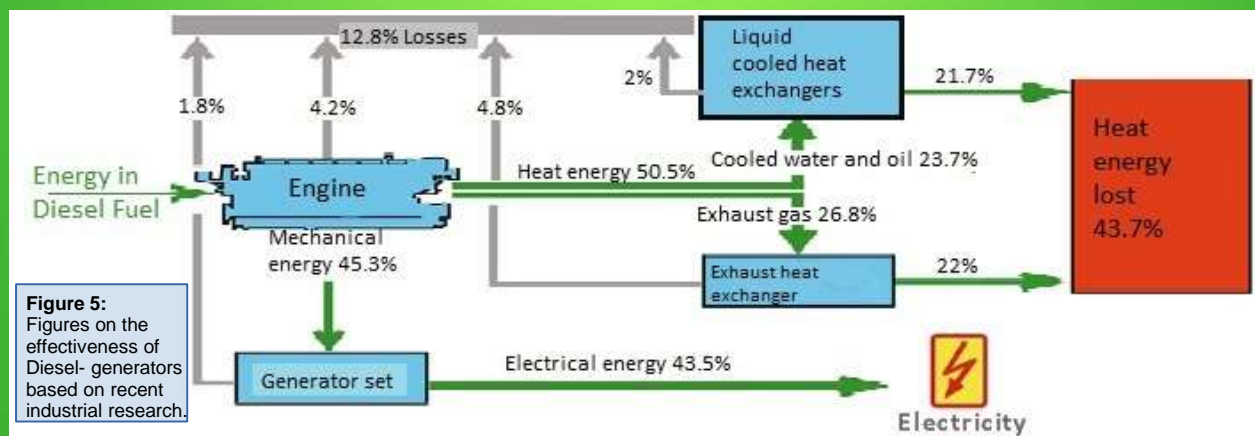 12.8% Losses
1.8%
4.2%
4.8%
2%
Liquid
cooled heat
exchangers
21.7%
Heat
energy
lost
43.7%
Energy in
Diesel Fuel
Engine
Heat energy 50.5%
Cooled water and oil 23.7%
Exhaust gas 26.8%
Mechanical
energy 45.3%
Exhaust heat
exchanger
22%
Figure 5:
Figures on the
effectiveness of
Diesel- generators
based on recent
industrial research.
Generator set
Electrical energy 43.5%
Electricity